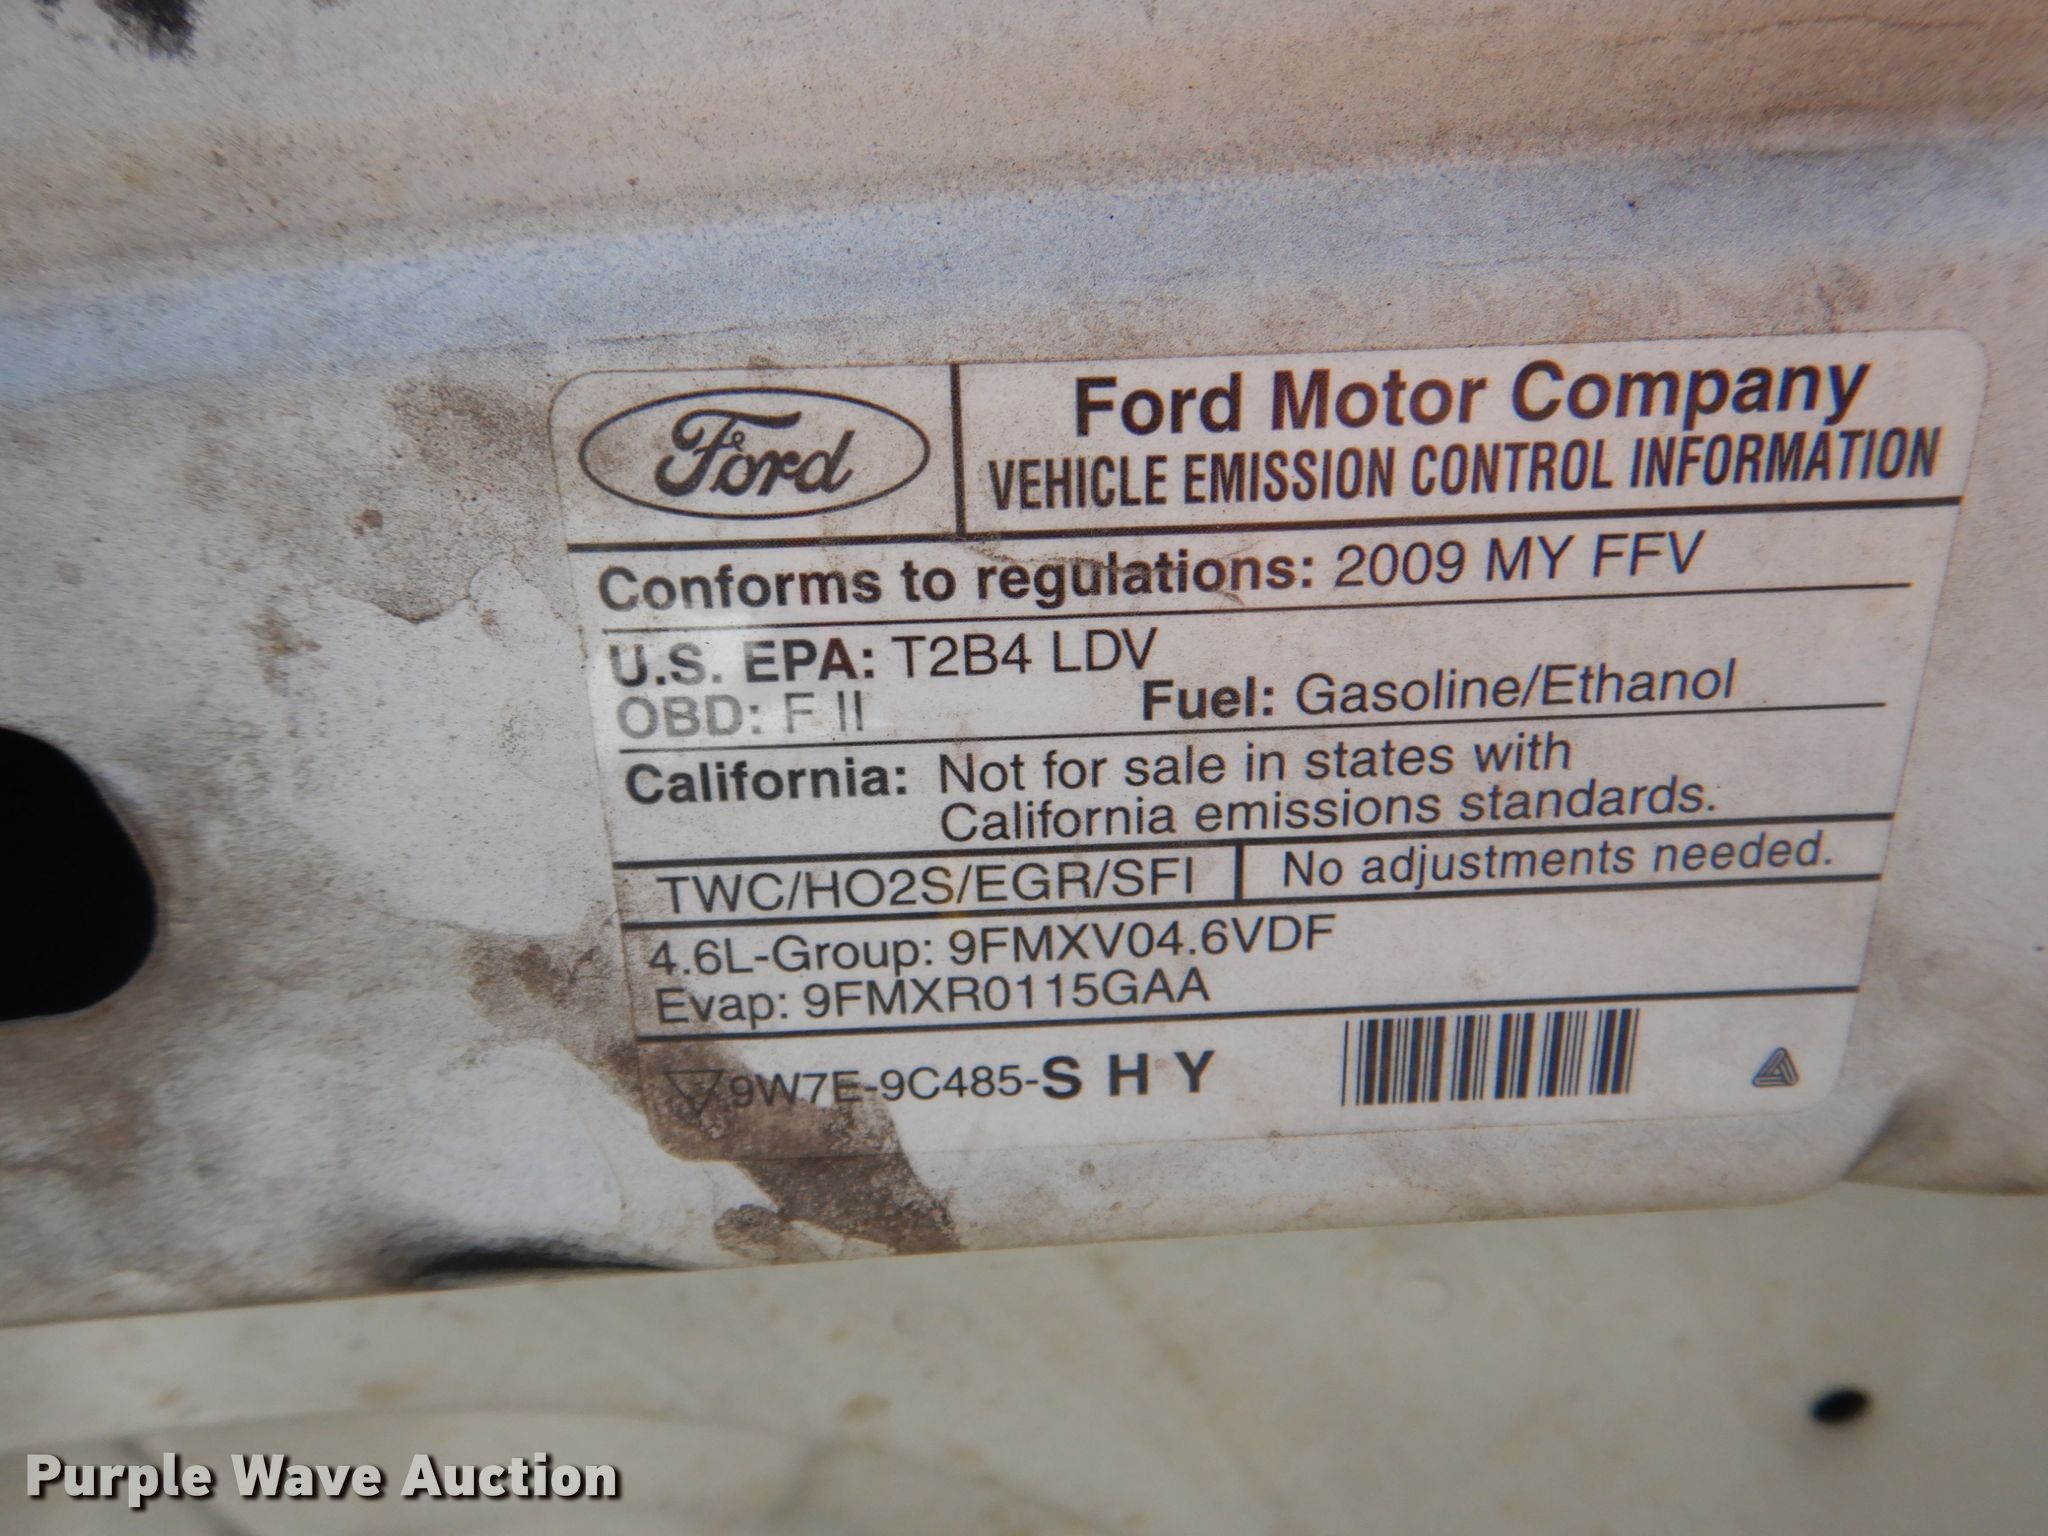 Ford
Ford Motor Company
VEHICLE EMISSION CONTROL INFORMATION
Conforms to regulations: 2009 MY FFV
U.S. EPA: T2B4 LDV
OBD: F II
Fuel: Gasoline/Ethanol
California: Not for sale in states with
California emissions standards.
TWC/HO2S/EGR/SFI
No adjustments needed.
4.6L-Group: 9FMXV04.6VDF
Evap: 9FMXR0115GAA
9W7E-9C485-S H Y
Purple Wave Auction